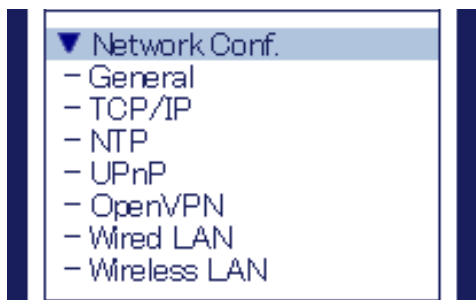 ▼ Network Conf.
– General
– TCP/IP
– NTP
– UPnP
– OpenVPN
– Wired LAN
– Wireless LAN